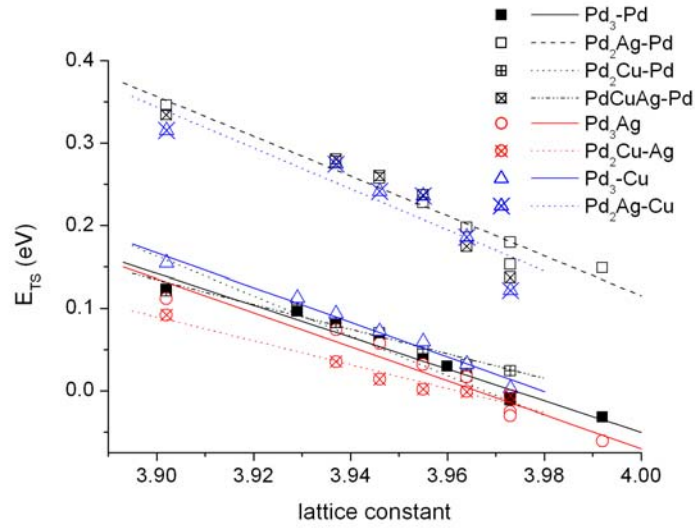 Pd3-Pd
Pd2Ag-Pd
Pd2Cu-Pd
PdCuAg-Pd
Pd3Ag
Pd2Cu-Ag
Pd3-Cu
Pd2Ag-Cu
0.4
0.3
0.2
0.1
0.0
ETS (eV)
3.90 3.92 3.94 3.96 3.98 4.00
lattice constant